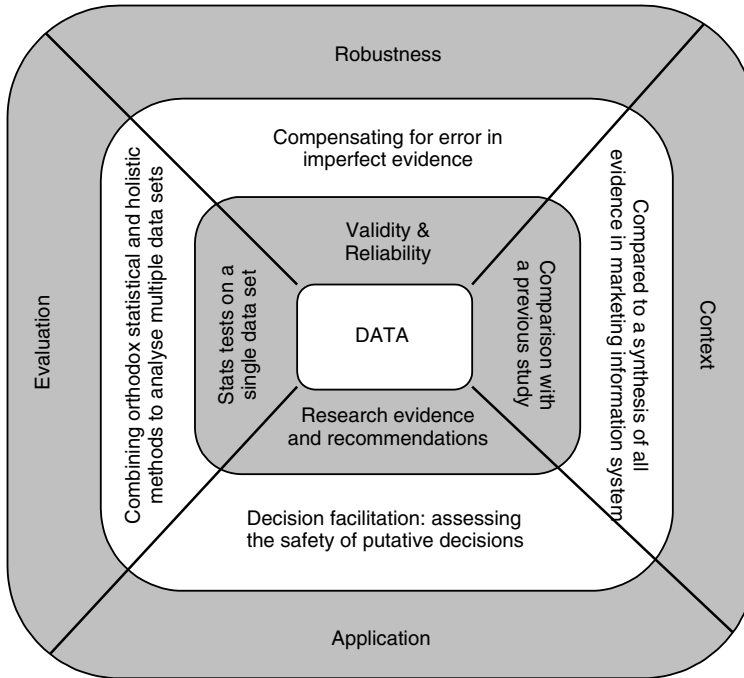 Robustness
Compensating for error in
imperfect evidence
Validity &
Reliability
Evaluation
Combining orthodox statistical and holistic
methods to analyse multiple data sets
Stats tests on a
single data set
DATA
Comparison with
a previous study
Compared to a synthesis of all
evidence in marketing information system
Context
Research evidence
and recommendations
Decision facilitation: assessing
the safety of putative decisions
Application